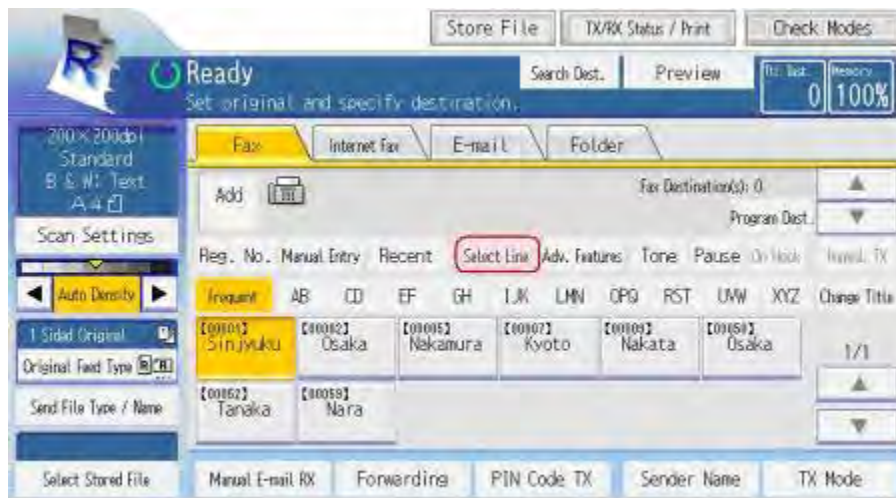 Store File TX/RX Status / Print Check Modes
R
Ready
Search Dest. Preview
Memory
0 100%
Set original and specify destination.
200×200dpi
Standard
B & W: Text
A4
Scan Settings
Auto Density
1 Sided Original
Original Feed Type
Send File Type / Name
Select Stored File
Fax Internet Fax E-mail Folder
Add Fax Destination(s): 0
Program Dest.
Reg. No. Manual Entry Recent Select Line Adv. Features Tone Pause On Hook Immed. TX
Frequent AB CD EF GH IJK LMN OPQ RST UVW XYZ Change Title
【00001】 【00002】 【00005】 【00007】 【00009】 【00050】
Sinjyuku Osaka Nakamura Kyoto Nakata Osaka
1/1
【00052】 【00059】
Tanaka Nara
Manual E-mail RX Forwarding PIN Code TX Sender Name TX Mode